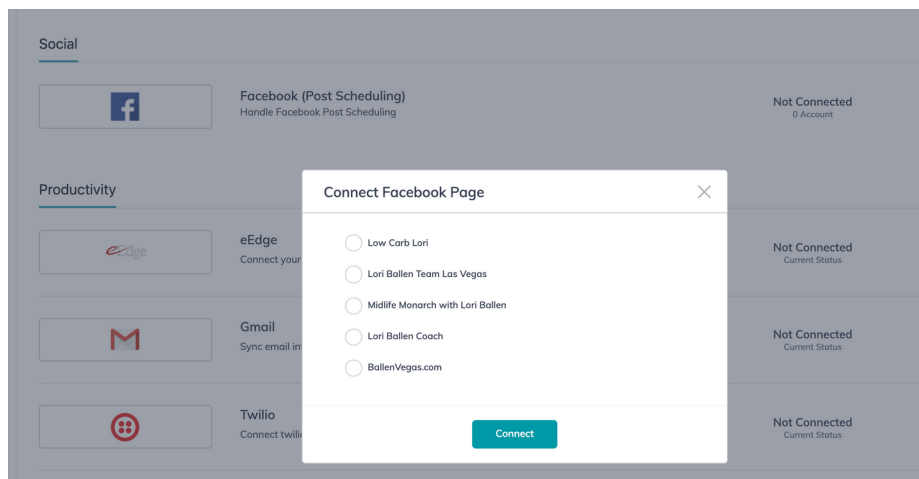 Social
Facebook (Post Scheduling)
Handle Facebook Post Scheduling
Not Connected
0 Account
Productivity
Connect Facebook Page
Low Carb Lori
Lori Ballen Team Las Vegas
Midlife Monarch with Lori Ballen
Lori Ballen Coach
BallenVegas.com
Connect
eEdge
eEdge
Connect your
Not Connected
Current Status
Gmail
Sync email in
Not Connected
Current Status
Twilio
Connect twili
Not Connected
Current Status